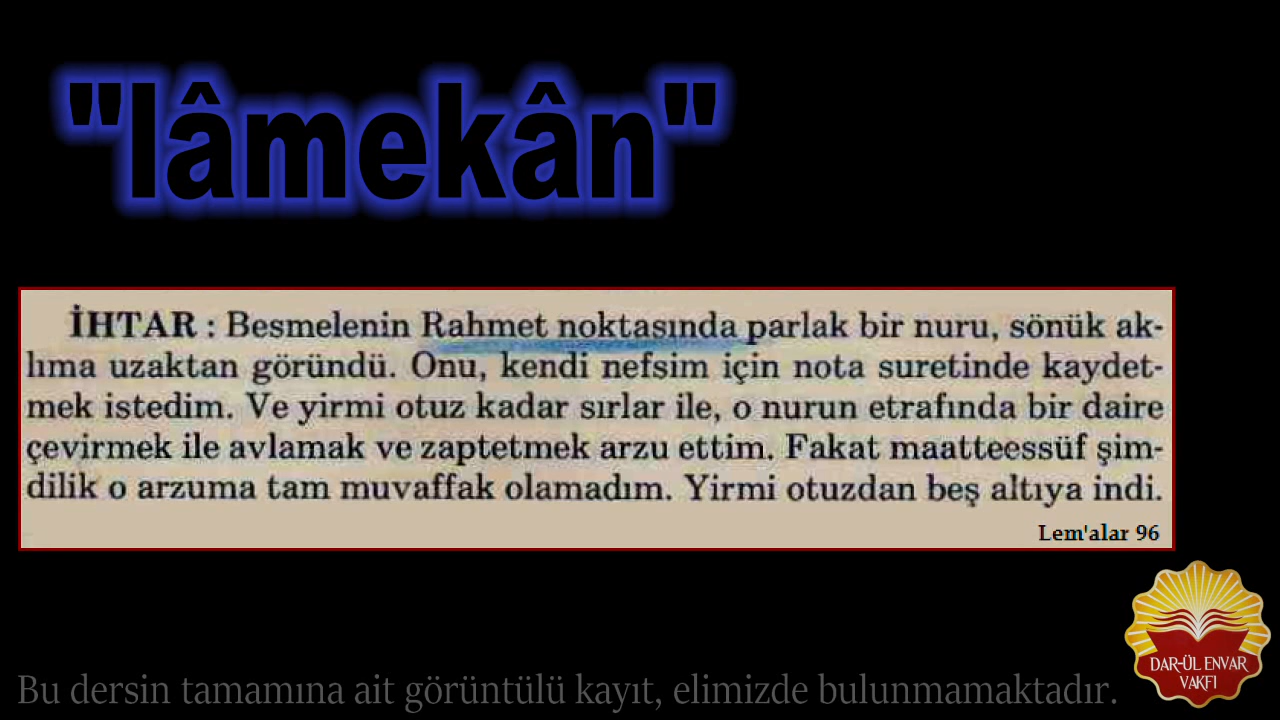 "lâmekân"
İHTAR : Besmelenin Rahmet noktasında parlak bir nuru, sönük ak-
lıma uzaktan göründü. Onu, kendi nefsim için nota suretinde kaydet-
mek istedim. Ve yirmi otuz kadar sırlar ile, o nurun etrafında bir daire
çevirmek ile avlamak ve zaptetmek arzu ettim. Fakat maatteessüf şim-
dilik o arzuma tam muvaffak olamadım. Yirmi otuzdan beş altıya indi.
Lem'alar 96
DAR-ÜL ENVAR
VAKFI
Bu dersin tamamına ait görüntülü kayıt, elimizde bulunmamaktadır.